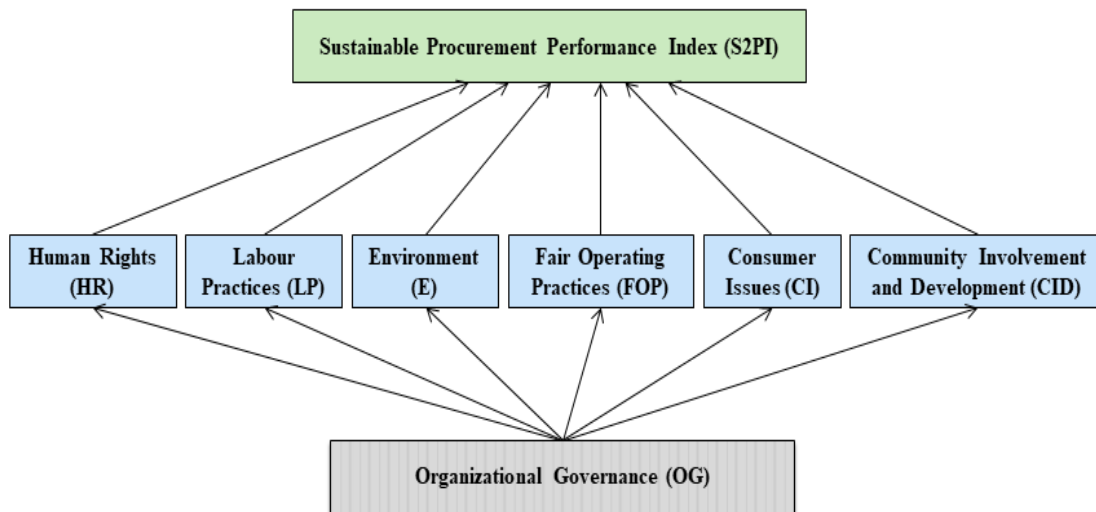 Sustainable Procurement Performance Index (S2PI)
Human Rights
(HR)
Labour
Practices (LP)
Environment
(E)
Fair Operating
Practices (FOP)
Consumer
Issues (CI)
Community Involvement
and Development (CID)
Organizational Governance (OG)